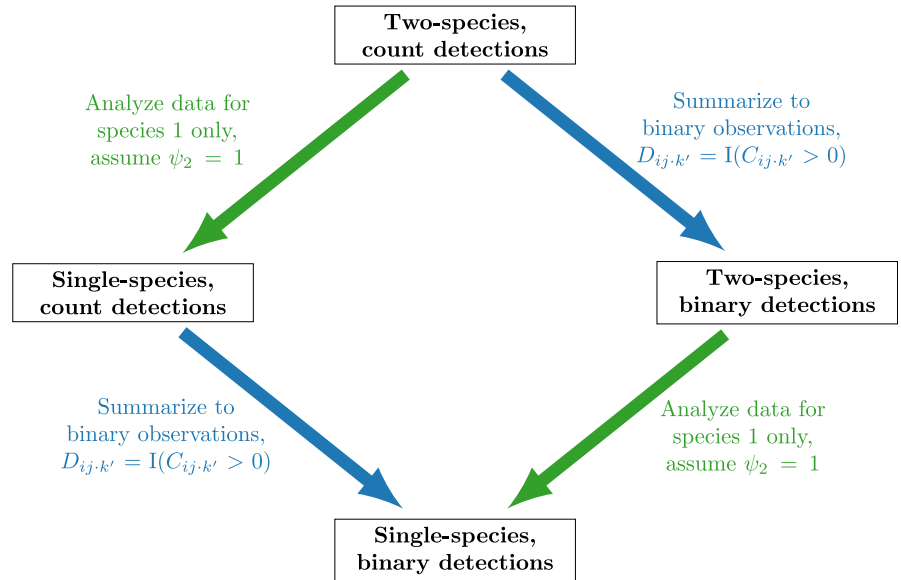 Two-species,
count detections
Analyze data for
species 1 only,
assume ψ₂ = 1
Summarize to
binary observations,
D_{ij·k′} = I(C_{ij·k′} > 0)
Single-species,
count detections
Two-species,
binary detections
Summarize to
binary observations,
D_{ij·k′} = I(C_{ij·k′} > 0)
Analyze data for
species 1 only,
assume ψ₂ = 1
Single-species,
binary detections